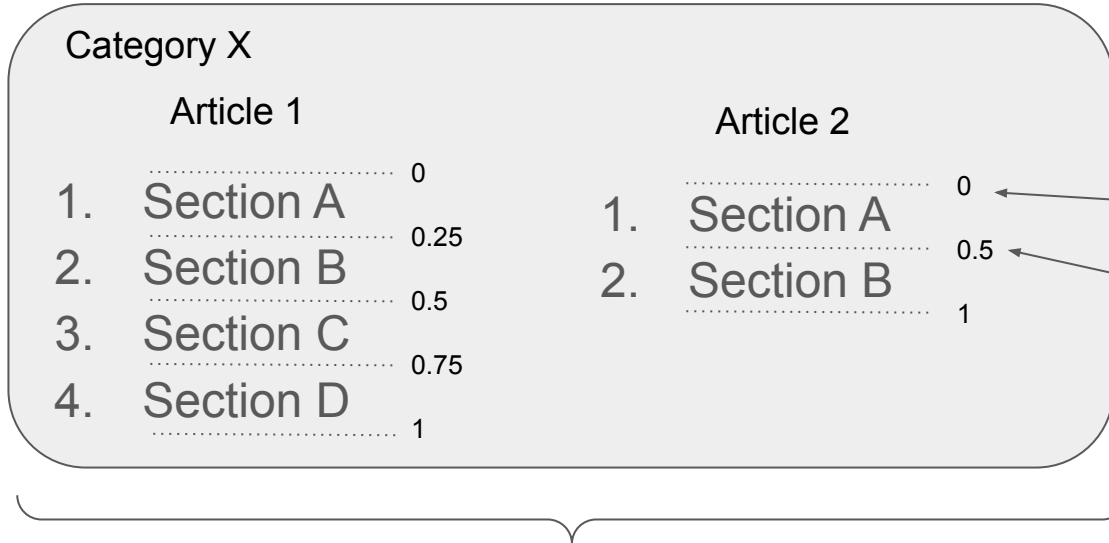 Category X
Article 1
0
1. Section A
0.25
2. Section B
0.5
3. Section C
0.75
4. Section D
1
Article 2
0
1. Section A
0.5
2. Section B
1